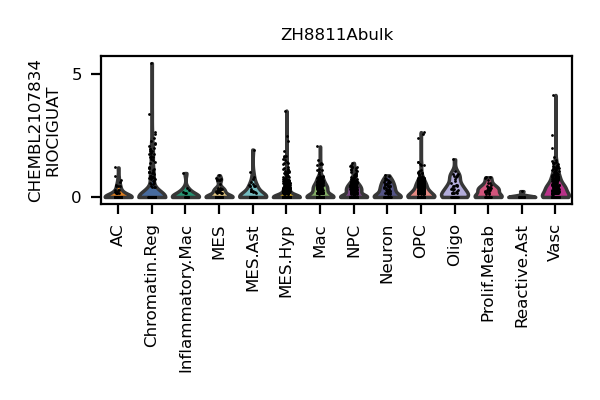 ZH8811Abulk
CHEMBL2107834
RIOCIGUAT
5
0
AC
Chromatin.Reg
Inflammatory.Mac
MES
MES.Ast
MES.Hyp
Mac
NPC
Neuron
OPC
Oligo
Prolif.Metab
Reactive.Ast
Vasc